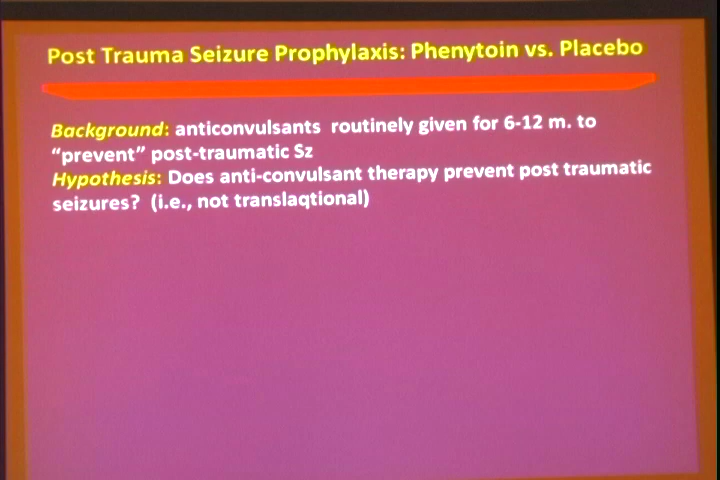 Post Trauma Seizure Prophylaxis: Phenytoin vs. Placebo
Background: anticonvulsants routinely given for 6-12 m. to
“prevent” post-traumatic Sz
Hypothesis: Does anti-convulsant therapy prevent post traumatic
seizures? (i.e., not translaqtional)